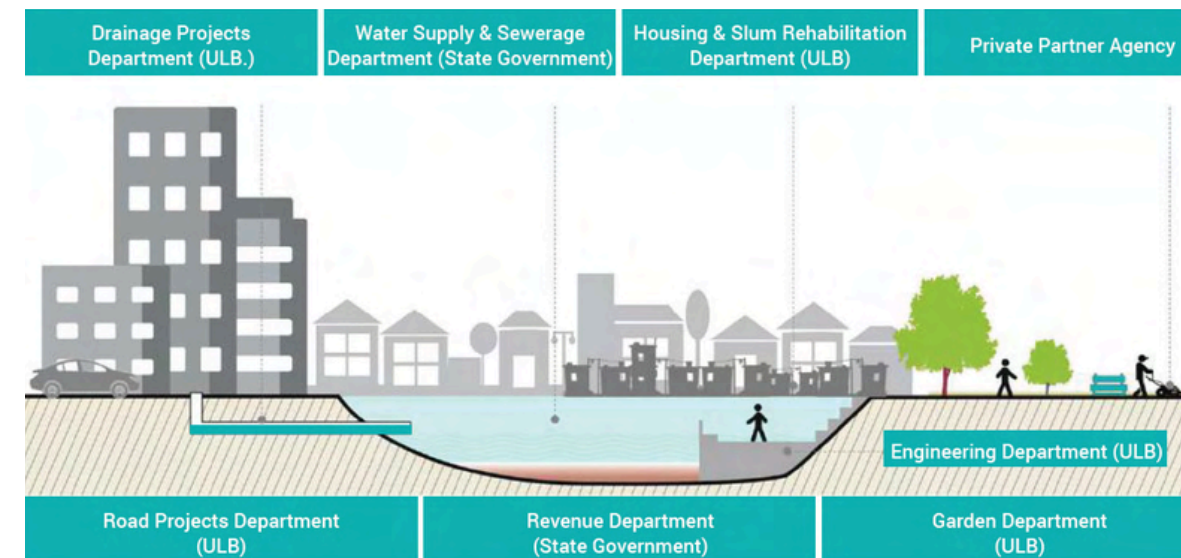 Drainage Projects
Department (ULB.)
Water Supply & Sewerage
Department (State Government)
Housing & Slum Rehabilitation
Department (ULB)
Private Partner Agency
Engineering Department (ULB)
Road Projects Department
(ULB)
Revenue Department
(State Government)
Garden Department
(ULB)